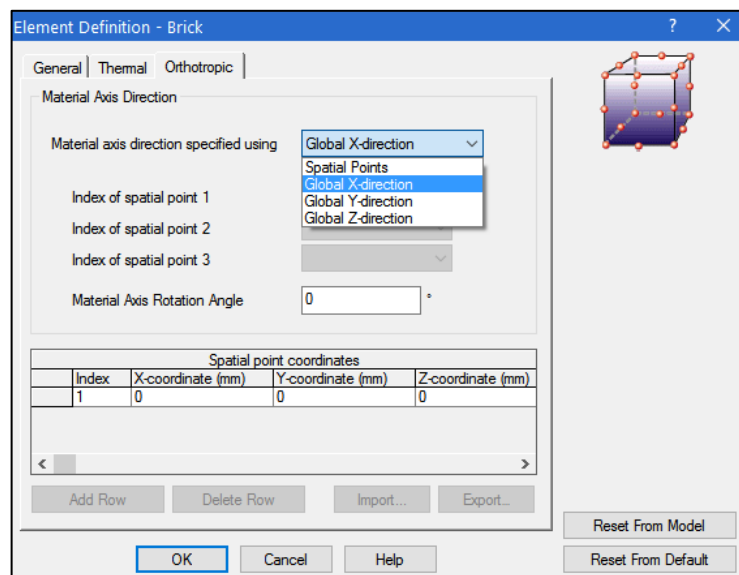 Element Definition - Brick ? ×
General Thermal Orthotropic
Material Axis Direction
Material axis direction specified using Global X-direction
Spatial Points
Global X-direction
Index of spatial point 1
Global Y-direction
Global Z-direction
Index of spatial point 2
Index of spatial point 3
Material Axis Rotation Angle 0 °
Spatial point coordinates
Index X-coordinate (mm) Y-coordinate (mm) Z-coordinate (mm)
1 0 0 0
Add Row Delete Row Import... Export...
Reset From Model
OK Cancel Help Reset From Default